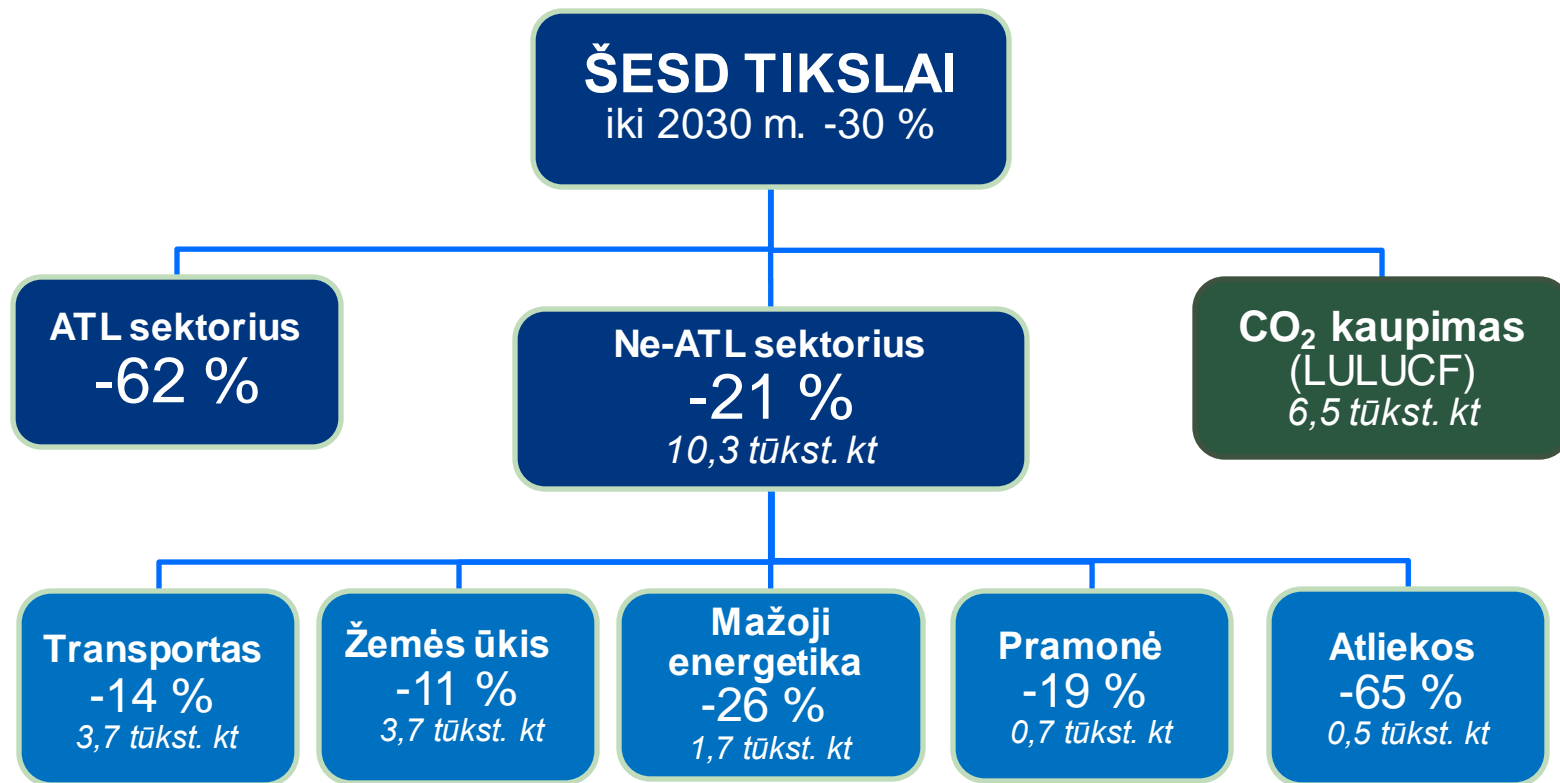 ŠESD TIKSLAI
iki 2030 m. -30 %
ATL sektorius
-62 %
Ne-ATL sektorius
-21 %
10,3 tūkst. kt
CO₂ kaupimas
(LULUCF)
6,5 tūkst. kt
Transportas
-14 %
3,7 tūkst. kt
Žemės ūkis
-11 %
3,7 tūkst. kt
Mažoji
energetika
-26 %
1,7 tūkst. kt
Pramonė
-19 %
0,7 tūkst. kt
Atliekos
-65 %
0,5 tūkst. kt